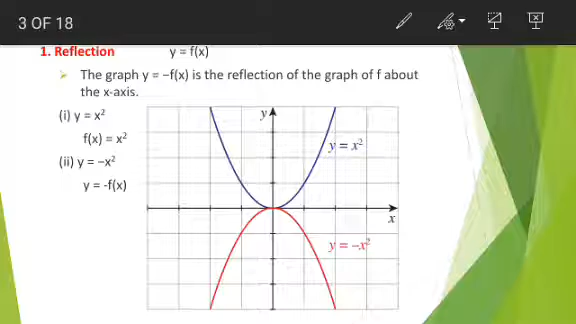 3 OF 18
1. Reflection y = f(x)
➢ The graph y = −f(x) is the reflection of the graph of f about
the x-axis.
(i) y = x²
f(x) = x²
(ii) y = −x²
y = -f(x)
y
y = x²
x
y = −x²